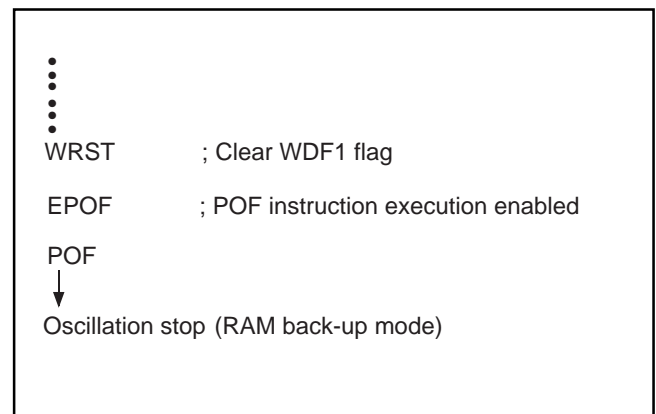 WRST ; Clear WDF1 flag
EPOF ; POF instruction execution enabled
POF
Oscillation stop (RAM back-up mode)